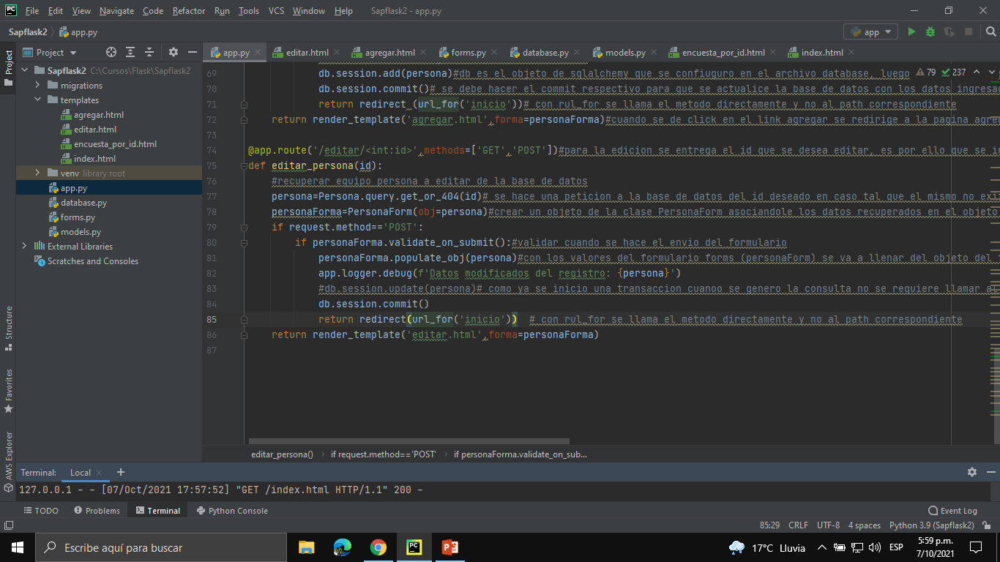 PC File Edit View Navigate Code Refactor Run Tools VCS Window Help Sapflask2 - app.py
Sapflask2 app.py app
Project app.py editar.html agregar.html forms.py database.py models.py encuesta_por_id.html index.html
Project
Sapflask2 C:\Cursos\Flask\Sapflask2
migrations
templates
agregar.html
editar.html
encuesta_por_id.html
index.html
venv library root
app.py
database.py
forms.py
models.py
External Libraries
Scratches and Consoles
Structure
Favorites
AWS Explorer
79 237
69 db.session.add(persona)#db es el objeto de sqlalchemy que se confiuguro en el archivo database, luego
70 db.session.commit()# se debe hacer el commit respectivo para que se actualice la base de datos con los datos ingresad
71 return redirect (url_for('inicio'))# con rul_for se llama el metodo directamente y no al path correspondiente
72 return render_template('agregar.html',forma=personaForma)#cuando se de click en el link agregar se redirige a la pagina agre
73
74 @app.route('/editar/<int:id>',methods=['GET','POST'])#para la edicion se entrega el id que se desea editar, es por ello que se in
75 def editar_persona(id):
76 #recuperar equipo persona a editar de la base de datos
77 persona=Persona.query.get_or_404(id)# se hace una peticion a la base de datos del id deseado en caso tal que el mismo no exi
78 personaForma=PersonaForm(obj=persona)#crear un objeto de la clase PersonaForm asociandole los datos recuperados en el objeto
79 if request.method=='POST':
80 if personaForma.validate_on_submit():#validar cuando se hace el envio del formulario
81 personaForma.populate_obj(persona)#con los valores del formulario forms (personaForm) se va a llenar del objeto del
82 app.logger.debug(f'Datos modificados del registro: {persona}')
83 #db.session.update(persona)# como ya se inicio una transaccion cuanoo se genero la consulta no se requiere llamar al
84 db.session.commit()
85 return redirect(url_for('inicio')) # con rul_for se llama el metodo directamente y no al path correspondiente
86 return render_template('editar.html',forma=personaForma)
87
editar_persona() if request.method=='POST' if personaForma.validate_on_sub...
Terminal: Local
127.0.0.1 - - [07/Oct/2021 17:57:52] "GET /index.html HTTP/1.1" 200 -
TODO Problems Terminal Python Console Event Log
85:29 CRLF UTF-8 4 spaces Python 3.9 (Sapflask2)
Escribe aquí para buscar 17°C Lluvia ESP 5:59 p.m.
7/10/2021